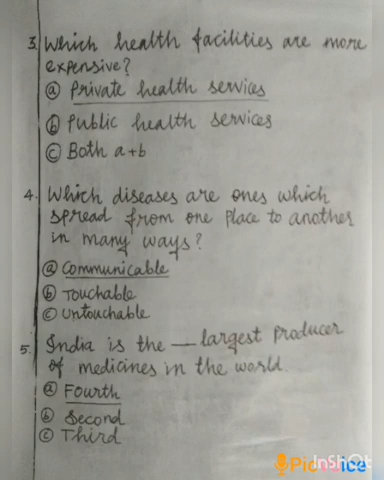 3. Which health facilities are more
expensive?
ⓐ Private health services
ⓑ Public health services
ⓒ Both a+b
4. Which diseases are ones which
spread from one place to another
in many ways?
ⓐ Communicable
ⓑ Touchable
ⓒ Untouchable
5. India is the — largest producer
of medicines in the world.
ⓐ Fourth
ⓑ Second
ⓒ Third
InShOt